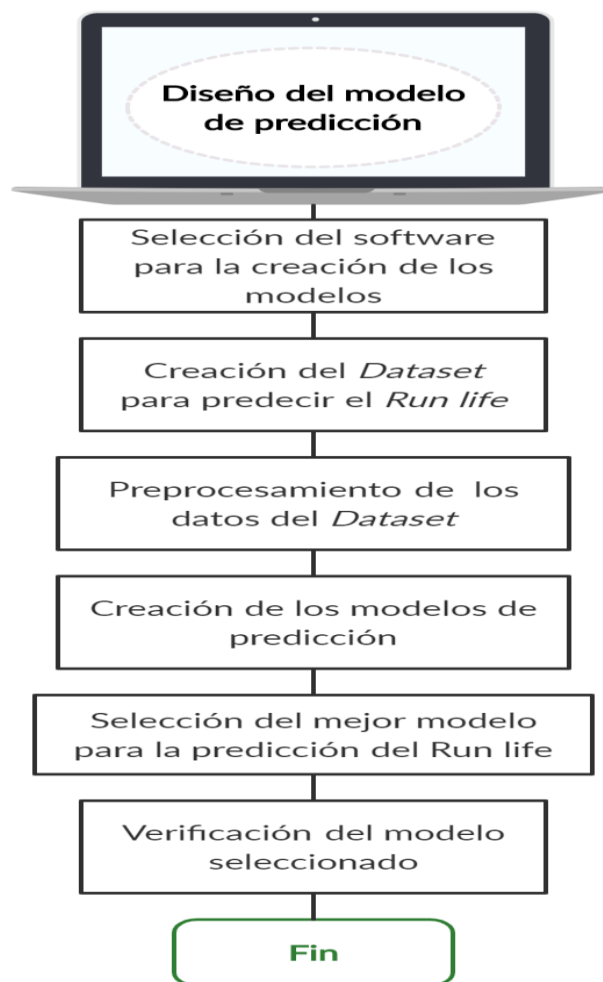 Diseño del modelo
de predicción
Selección del software
para la creación de los
modelos
Creación del Dataset
para predecir el Run life
Preprocesamiento de los
datos del Dataset
Creación de los modelos de
predicción
Selección del mejor modelo
para la predicción del Run life
Verificación del modelo
seleccionado
Fin